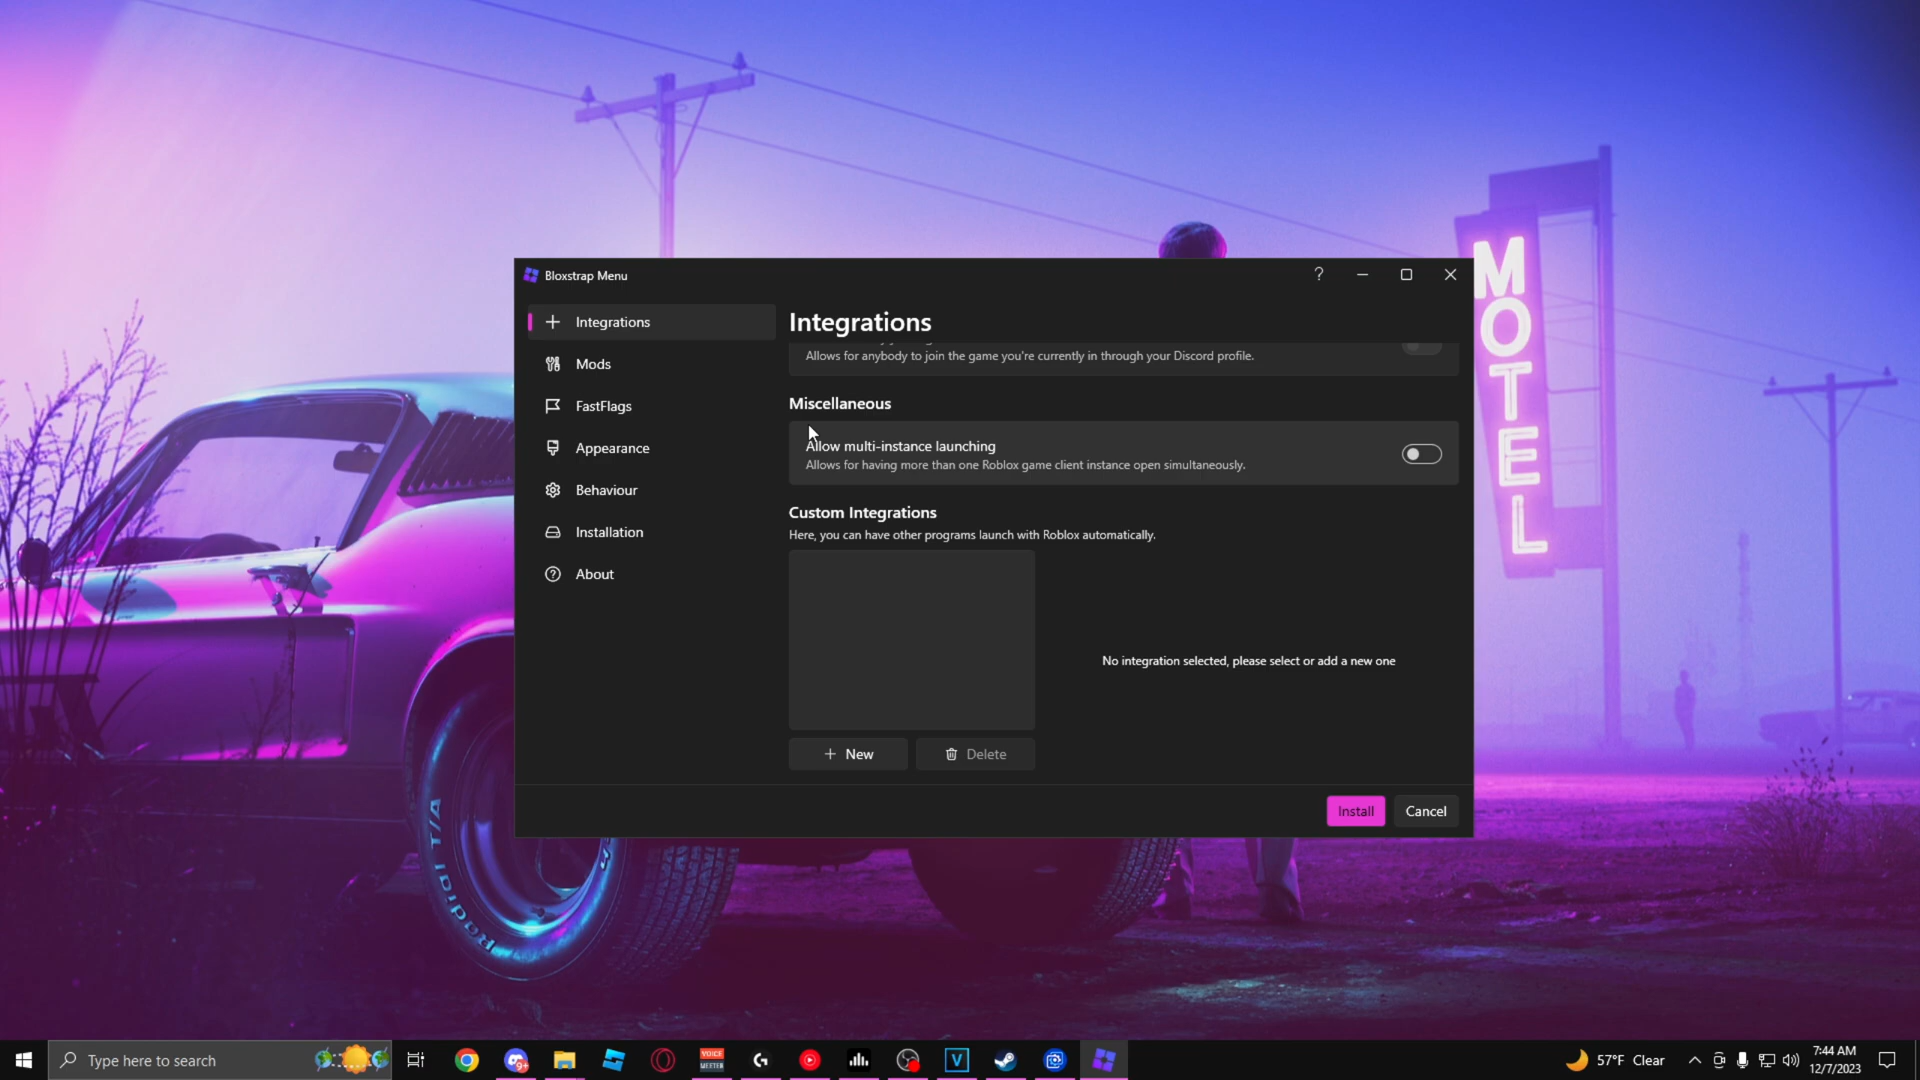 Bloxstrap Menu
?
Integrations
Mods
FastFlags
Appearance
Behaviour
Installation
About
Integrations
Allows for anybody to join the game you're currently in through your Discord profile.
Miscellaneous
Allow multi-instance launching
Allows for having more than one Roblox game client instance open simultaneously.
Custom Integrations
Here, you can have other programs launch with Roblox automatically.
No integration selected, please select or add a new one
New
Delete
Install
Cancel
MOTEL
Radial T/A
Type here to search
9+
VOICE
MEETER
V
57°F Clear
7:44 AM
12/7/2023